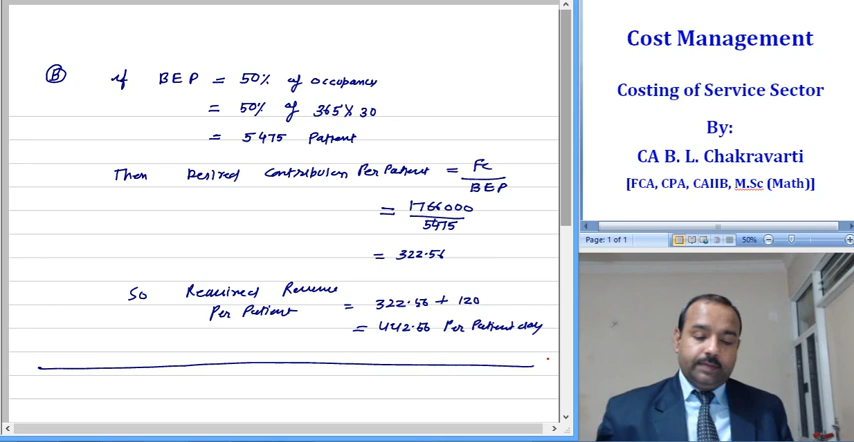 B if BEP = 50% of occupancy
= 50% of 365 X 30
= 5475 Patient
Then Desired Contribution Per Patient = FC
BEP
= 1766000
5475
= 322.56
So Required Revenue
Per Patient = 322.56 + 120
= 442.56 Per Patient day
Cost Management
Costing of Service Sector
By:
CA B. L. Chakravarti
[FCA, CPA, CAIIB, M.Sc (Math)]
Page: 1 of 1
50%